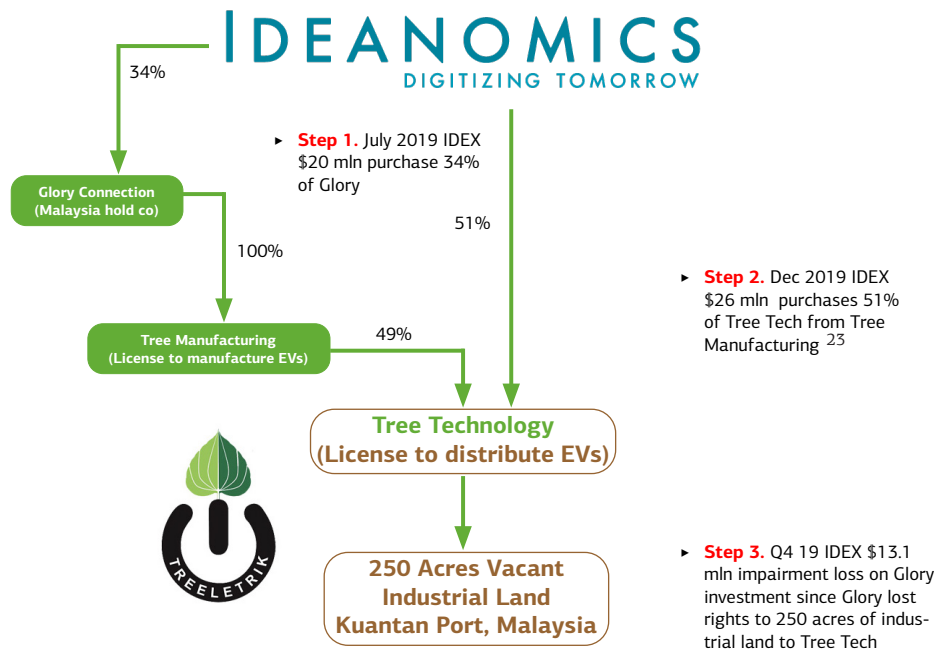 IDEANOMICS
DIGITIZING TOMORROW
34%
► Step 1. July 2019 IDEX
$20 mln purchase 34%
of Glory
Glory Connection
(Malaysia hold co)
51%
100%
► Step 2. Dec 2019 IDEX
$26 mln purchases 51%
of Tree Tech from Tree
Manufacturing 23
Tree Manufacturing
(License to manufacture EVs)
49%
Tree Technology
(License to distribute EVs)
TREELETRIK
250 Acres Vacant
Industrial Land
Kuantan Port, Malaysia
► Step 3. Q4 19 IDEX $13.1
mln impairment loss on Glory
investment since Glory lost
rights to 250 acres of indus-
trial land to Tree Tech